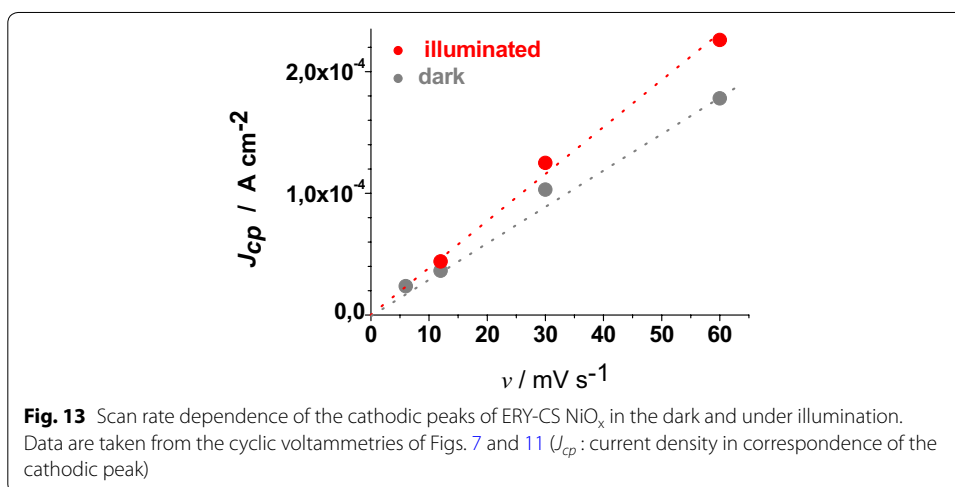 illuminated
dark
2,0x10⁻⁴
1,0x10⁻⁴
0,0
Jcp / A cm⁻²
0 10 20 30 40 50 60
v / mV s⁻¹
Fig. 13 Scan rate dependence of the cathodic peaks of ERY-CS NiOₓ in the dark and under illumination.
Data are taken from the cyclic voltammetries of Figs. 7 and 11 (Jcp : current density in correspondence of the
cathodic peak)